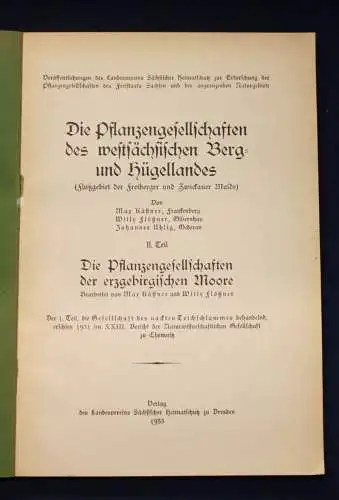 Veröffentlichungen des Landesvereins Sächsischer Heimatschutz zur Erforschung der
Pflanzengesellschaften des Freistaats Sachsen und der angrenzenden Naturgebiete
Die Pflanzengesellschaften
des westsächsischen Berg-
und Hügellandes
(Flußgebiet der Freiberger und Zwickauer Mulde)
Von
Max Kästner, Frankenberg
Willy Flößner, Olbernhau
Johannes Uhlig, Oederan
II. Teil
Die Pflanzengesellschaften
der erzgebirgischen Moore
Bearbeitet von Max Kästner und Willy Flößner
Der I. Teil, die Gesellschaft des nackten Teichschlammes behandelnd,
erschien 1931 im XXIII. Bericht der Naturwissenschaftlichen Gesellschaft
zu Chemnitz
Verlag
des Landesvereins Sächsischer Heimatschutz zu Dresden
1933